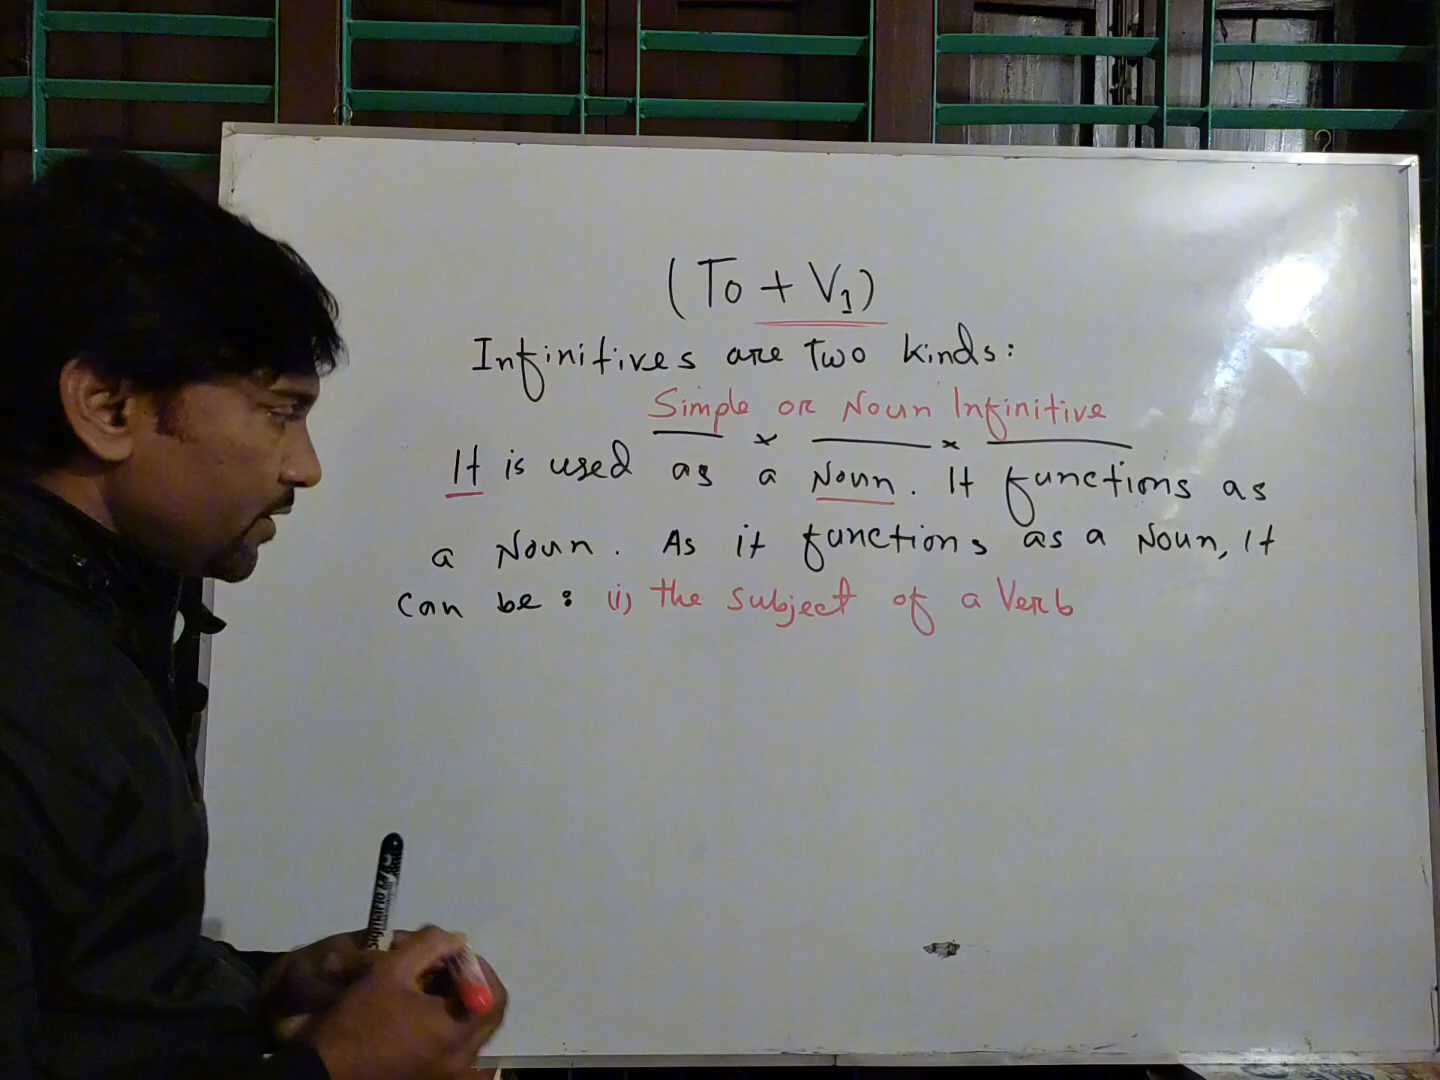 (To + V1)
Infinitives are Two kinds:
Simple or Noun Infinitive
It is used as a Noun. It functions as
a Noun. As it functions as a Noun, It
can be: (i) the subject of a Verb